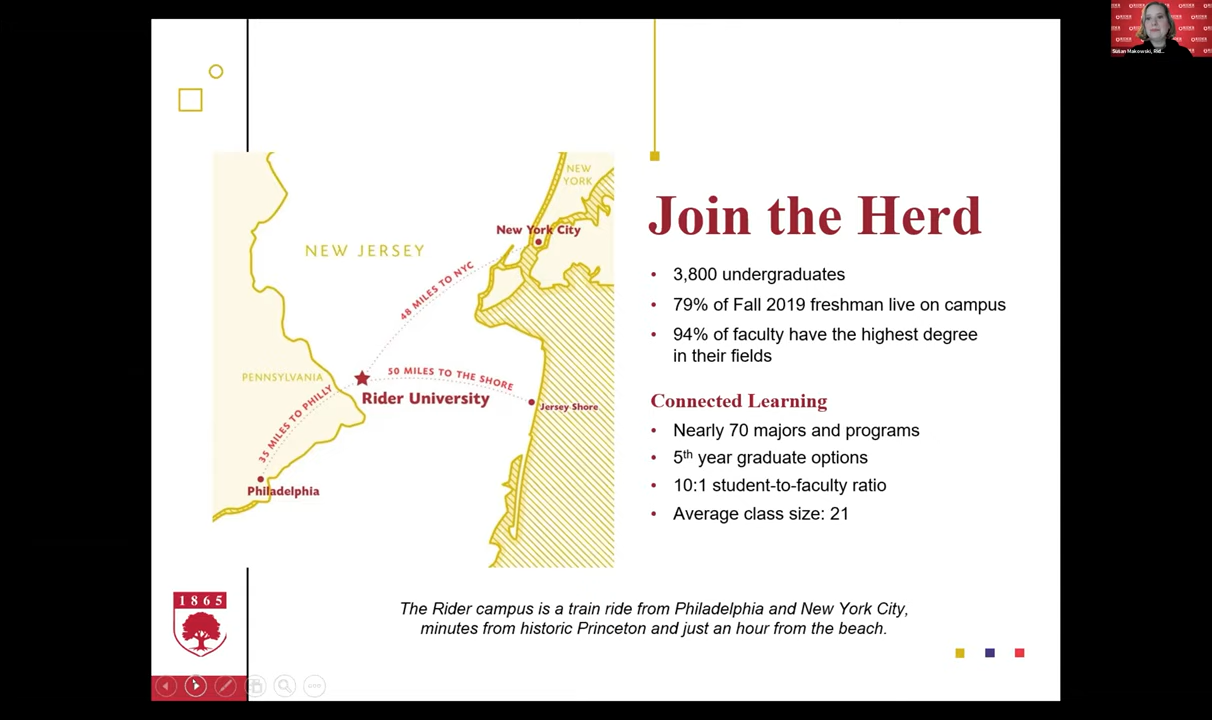 Susan Makowski, Rid...
NEW
YORK
New York City
NEW JERSEY
48 MILES TO NYC
PENNSYLVANIA
50 MILES TO THE SHORE
Rider University
Jersey Shore
35 MILES TO PHILLY
Philadelphia
Join the Herd
• 3,800 undergraduates
• 79% of Fall 2019 freshman live on campus
• 94% of faculty have the highest degree
in their fields
Connected Learning
• Nearly 70 majors and programs
• 5th year graduate options
• 10:1 student-to-faculty ratio
• Average class size: 21
1865
The Rider campus is a train ride from Philadelphia and New York City,
minutes from historic Princeton and just an hour from the beach.